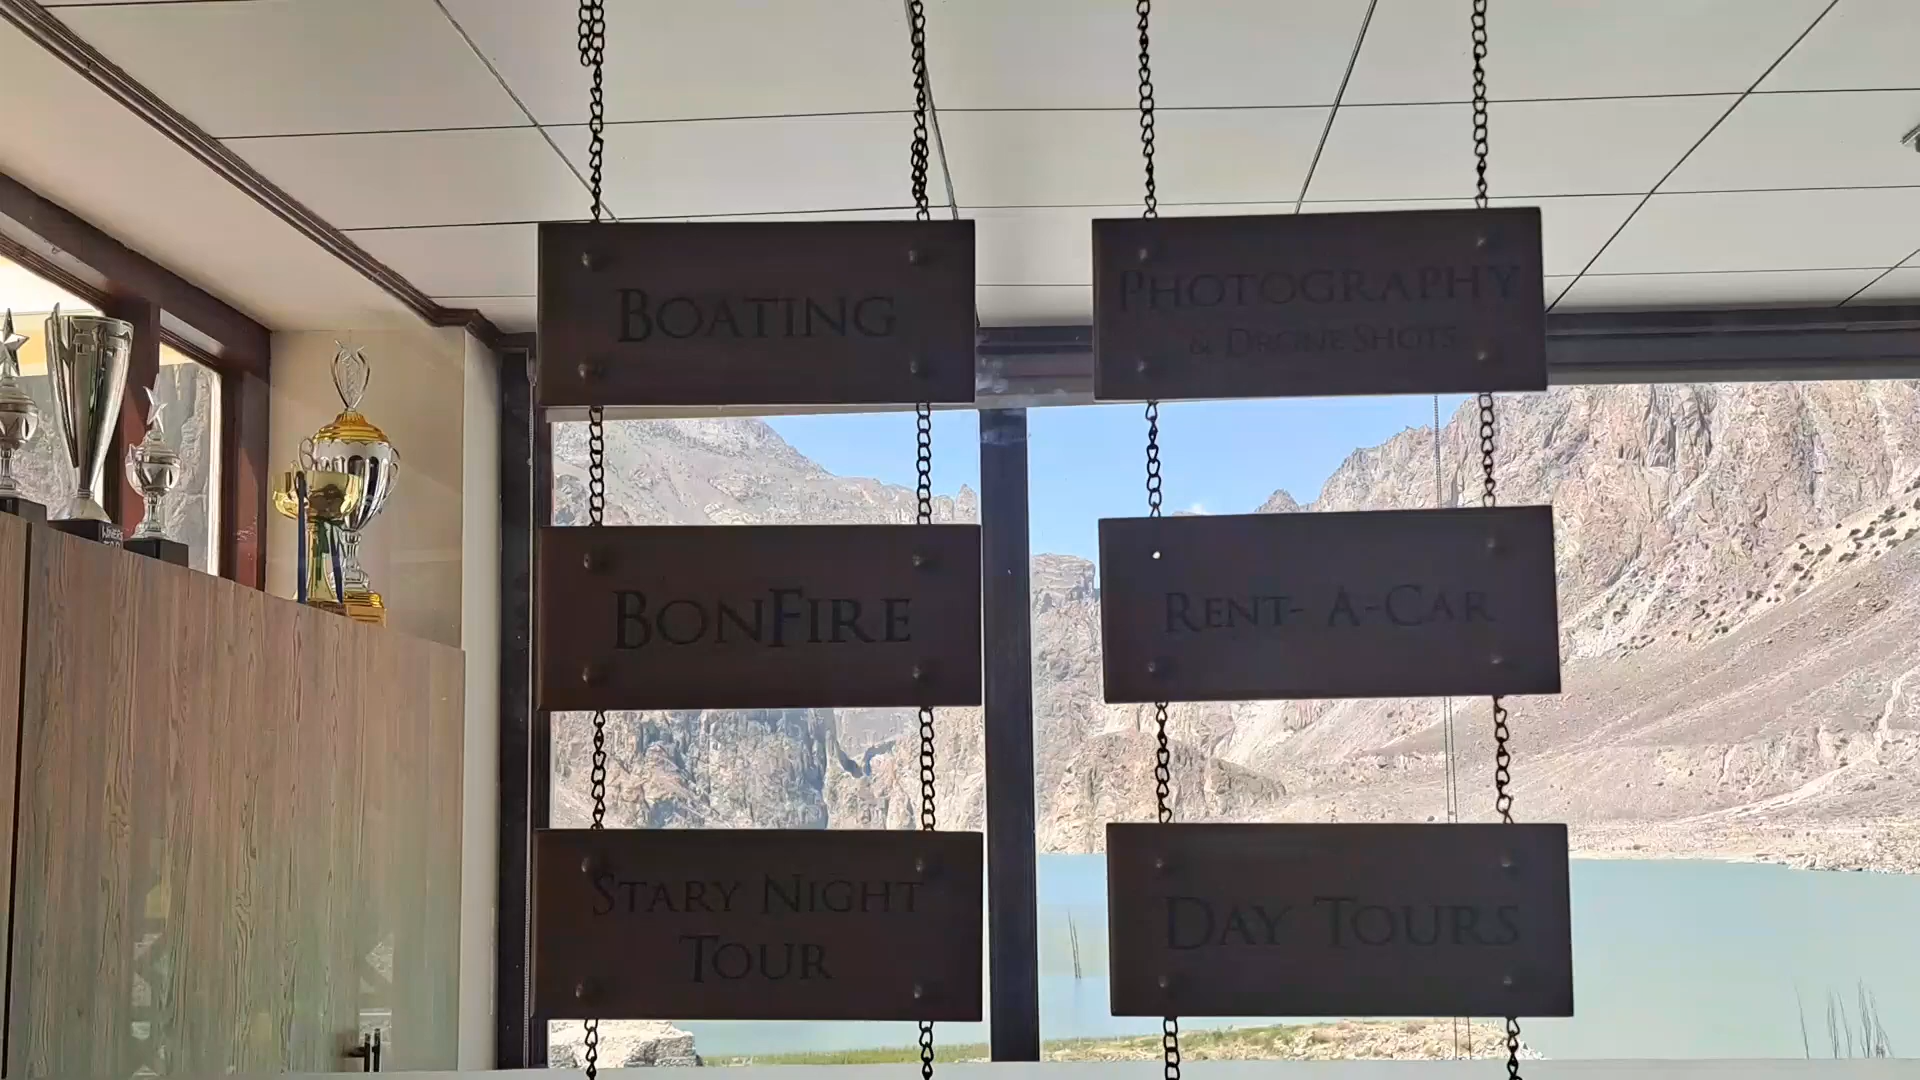 BOATING
PHOTOGRAPHY
& DRONE SHOTS
BONFIRE
RENT- A-CAR
STARY NIGHT
TOUR
DAY TOURS